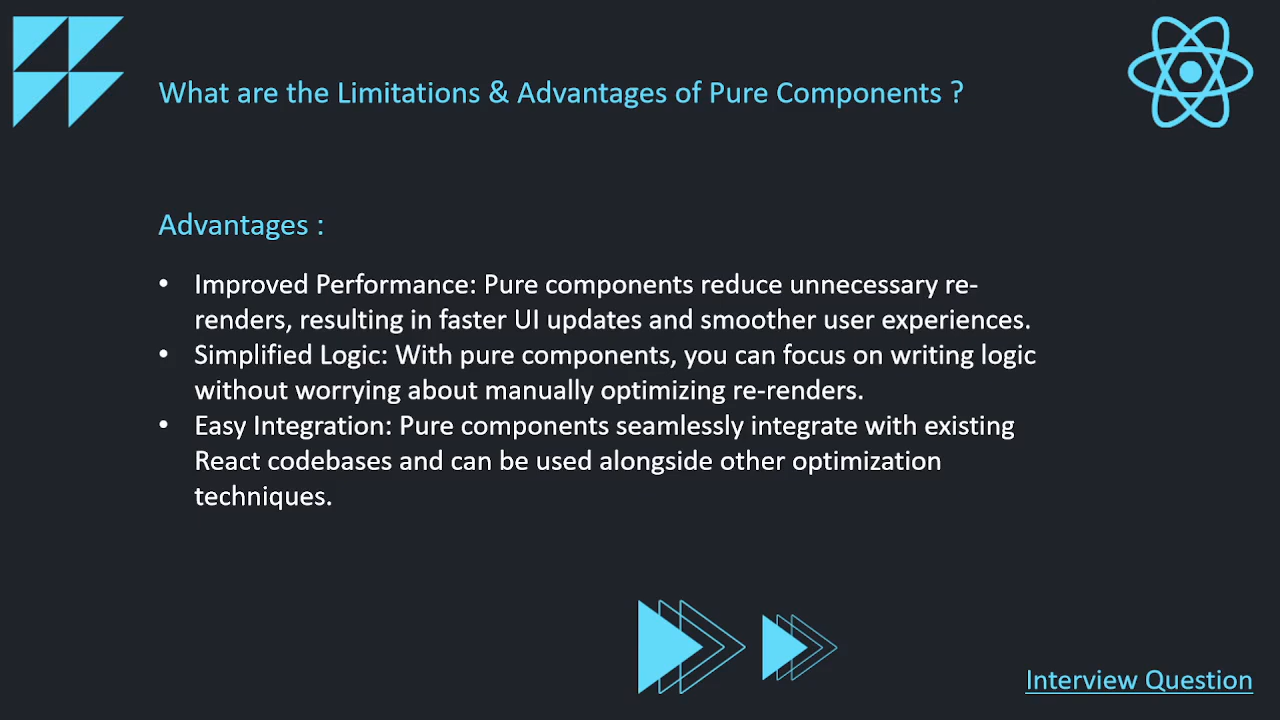 What are the Limitations & Advantages of Pure Components ?
Advantages :
• Improved Performance: Pure components reduce unnecessary re-
renders, resulting in faster UI updates and smoother user experiences.
• Simplified Logic: With pure components, you can focus on writing logic
without worrying about manually optimizing re-renders.
• Easy Integration: Pure components seamlessly integrate with existing
React codebases and can be used alongside other optimization
techniques.
Interview Question